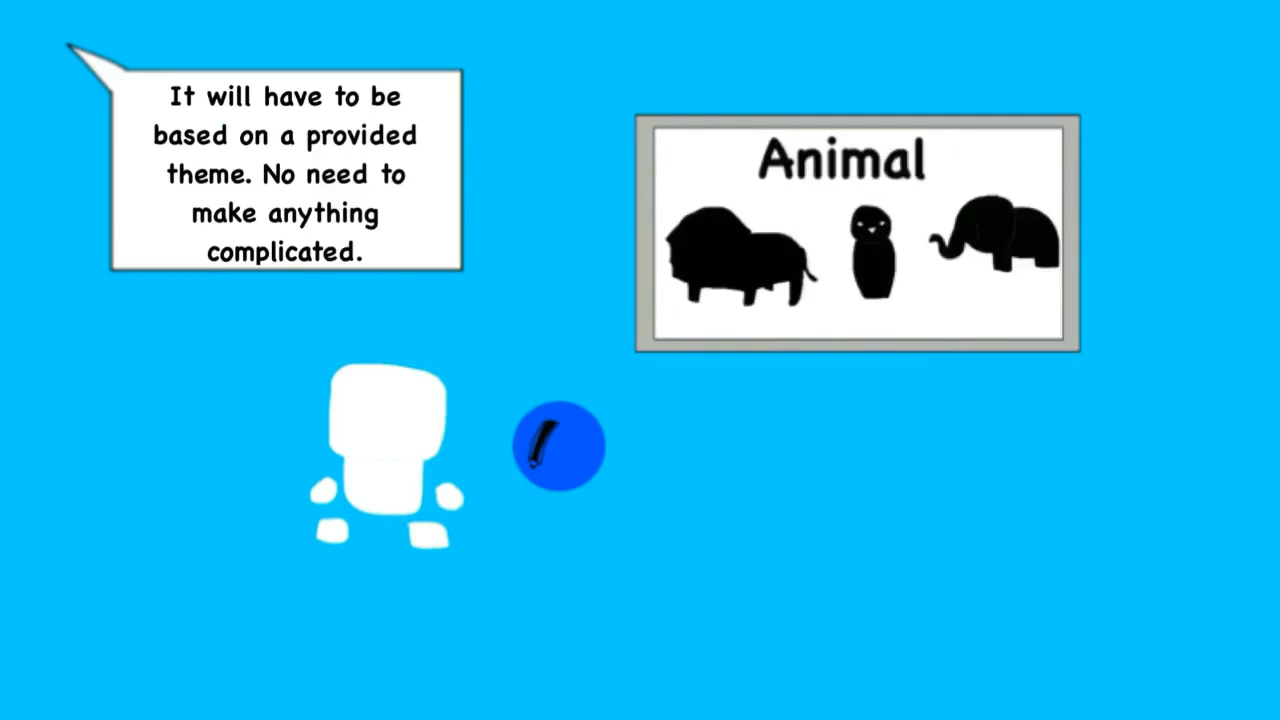 It will have to be
based on a provided
theme. No need to
make anything
complicated.
Animal